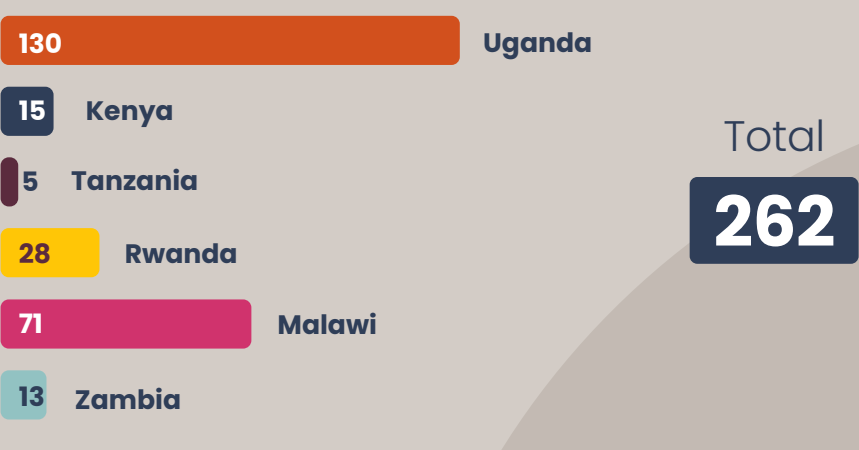 130 Uganda
15 Kenya
5 Tanzania
28 Rwanda
71 Malawi
13 Zambia
Total
262